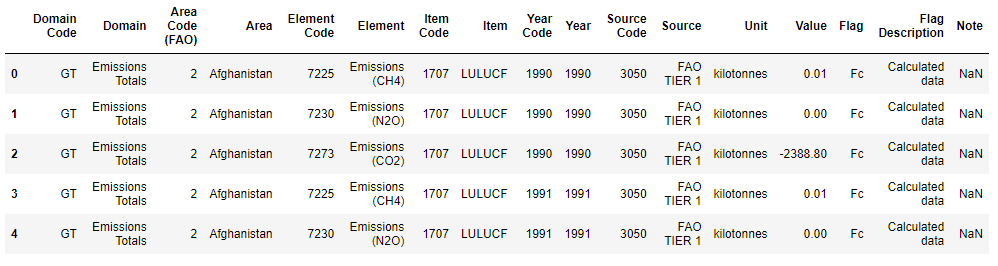 Domain Code Domain Area Code (FAO) Area Element Code Element Item Code Item Year Code Year Source Code Source Unit Value Flag Flag Description Note
0 GT Emissions Totals 2 Afghanistan 7225 Emissions (CH4) 1707 LULUCF 1990 1990 3050 FAO TIER 1 kilotonnes 0.01 Fc Calculated data NaN
1 GT Emissions Totals 2 Afghanistan 7230 Emissions (N2O) 1707 LULUCF 1990 1990 3050 FAO TIER 1 kilotonnes 0.00 Fc Calculated data NaN
2 GT Emissions Totals 2 Afghanistan 7273 Emissions (CO2) 1707 LULUCF 1990 1990 3050 FAO TIER 1 kilotonnes -2388.80 Fc Calculated data NaN
3 GT Emissions Totals 2 Afghanistan 7225 Emissions (CH4) 1707 LULUCF 1991 1991 3050 FAO TIER 1 kilotonnes 0.01 Fc Calculated data NaN
4 GT Emissions Totals 2 Afghanistan 7230 Emissions (N2O) 1707 LULUCF 1991 1991 3050 FAO TIER 1 kilotonnes 0.00 Fc Calculated data NaN